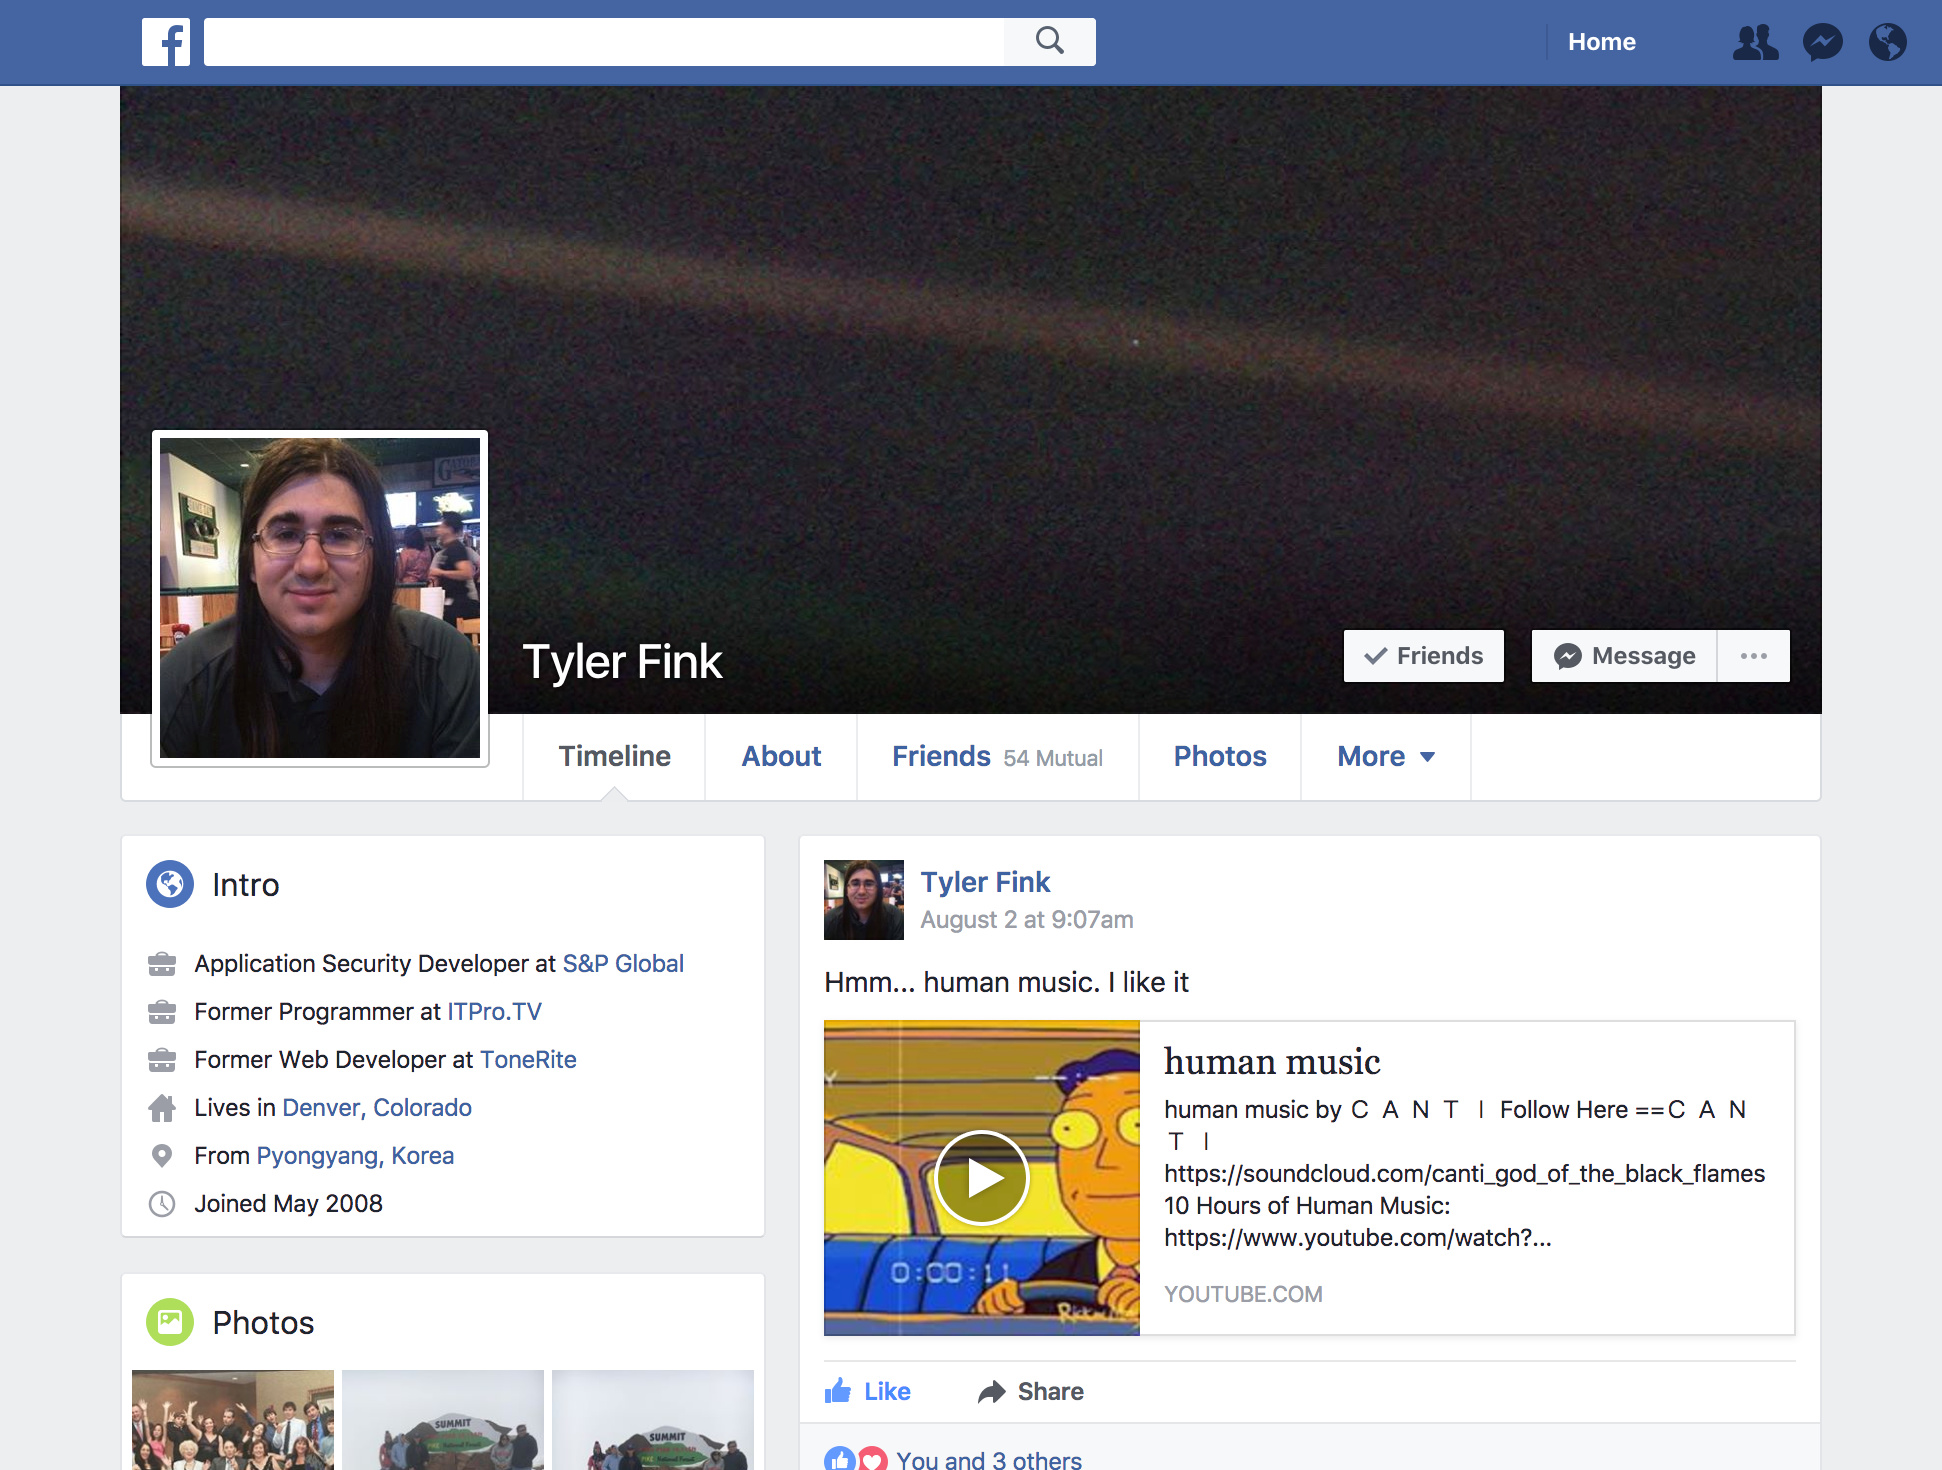 f
Home
GATORS
Tyler Fink
Friends
Message
Timeline
About
Friends 54 Mutual
Photos
More
Intro
Application Security Developer at S&P Global
Former Programmer at ITPro.TV
Former Web Developer at ToneRite
Lives in Denver, Colorado
From Pyongyang, Korea
Joined May 2008
Photos
SUMMIT
SUMMIT
Tyler Fink
August 2 at 9:07am
Hmm... human music. I like it
0:00:11
human music
human music by Ｃ Ａ Ｎ Ｔ Ｉ Follow Here ==Ｃ Ａ Ｎ
Ｔ Ｉ
https://soundcloud.com/canti_god_of_the_black_flames
10 Hours of Human Music:
https://www.youtube.com/watch?...
YOUTUBE.COM
Like
Share
You and 3 others